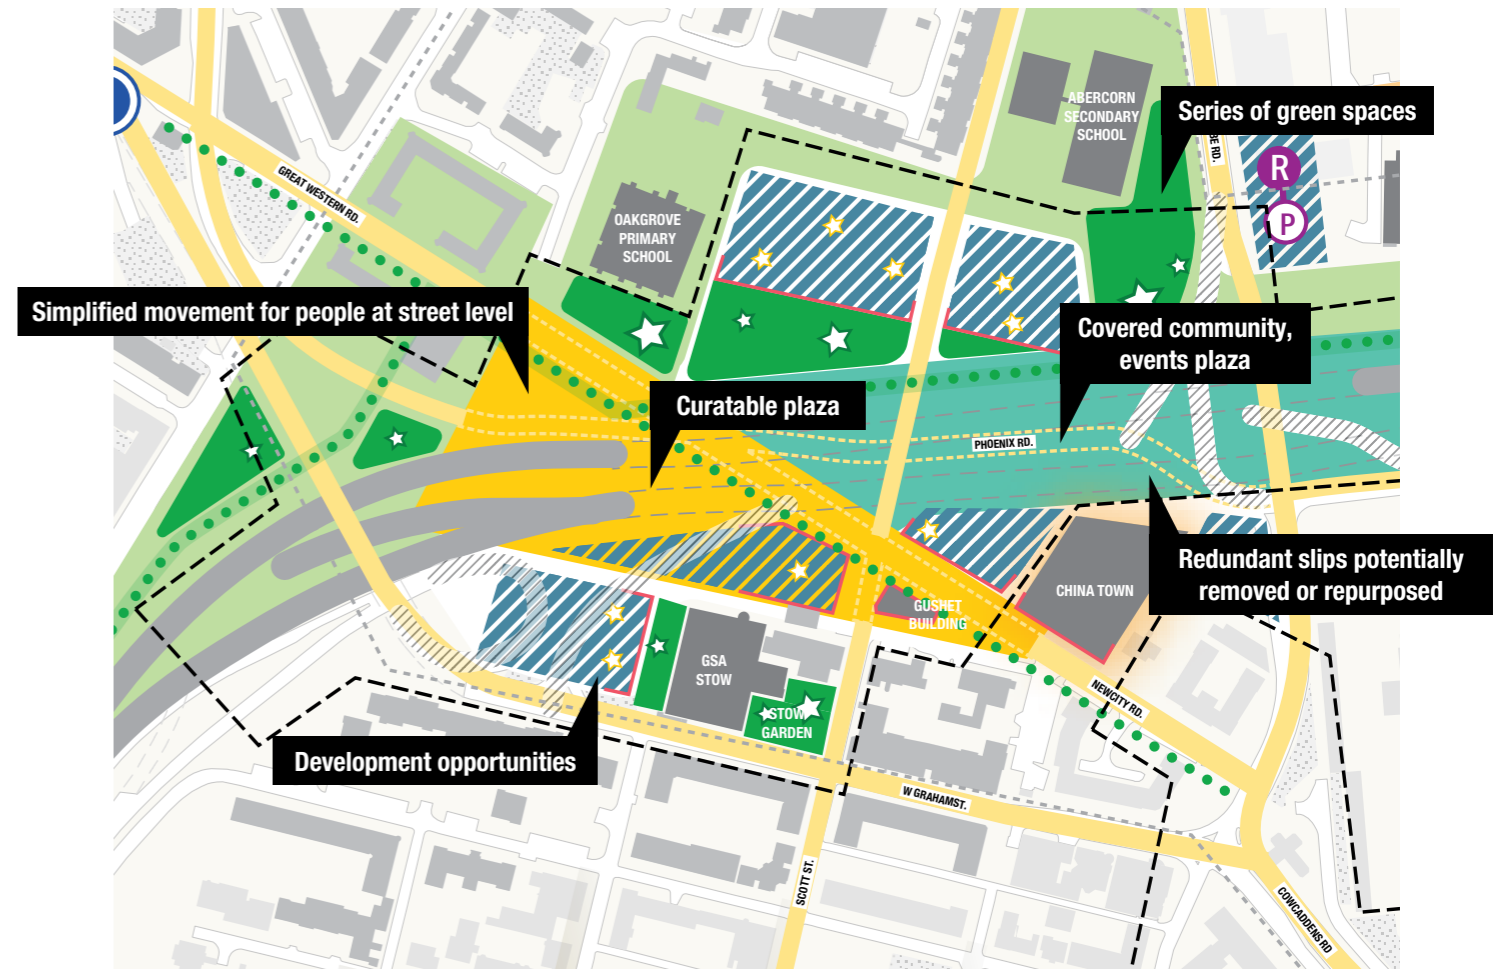 ABERCORN
SECONDARY
SCHOOL
Series of green spaces
BE RD.
R
P
GREAT WESTERN RD.
OAKGROVE
PRIMARY
SCHOOL
Simplified movement for people at street level
Covered community,
events plaza
Curatable plaza
PHOENIX RD.
Redundant slips potentially
removed or repurposed
CHINA TOWN
GUSHET
BUILDING
GSA
STOW
STOW
GARDEN
NEWCITY RD.
Development opportunities
W GRAHAMST.
SCOTT ST.
COWCADDENS RD